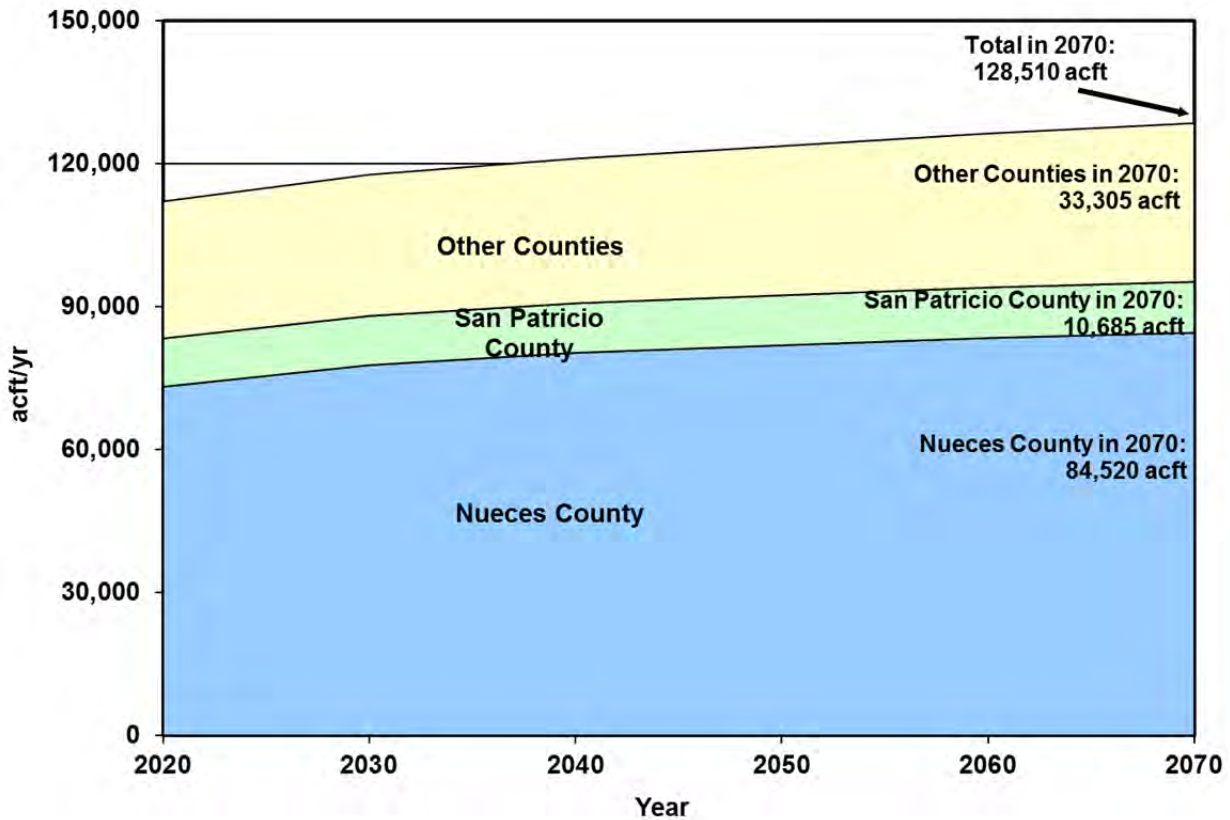 150,000
Total in 2070:
128,510 acft
120,000
Other Counties in 2070:
33,305 acft
Other Counties
90,000
San Patricio County in 2070:
10,685 acft
San Patricio
County
acft/yr
60,000
Nueces County in 2070:
84,520 acft
Nueces County
30,000
0
2020 2030 2040 2050 2060 2070
Year